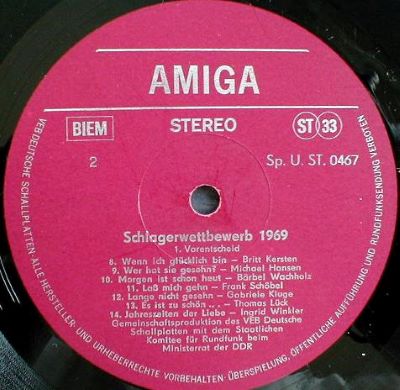 AMIGA
BIEM
STEREO
ST 33
2
Sp. U. ST. 0467
Schlagerwettbewerb 1969
1. Vorentscheid
8. Wenn ich glücklich bin - Britt Kersten
9. Wer hat sie gesehn? - Michael Hansen
10. Morgen ist schon heut - Bärbel Wachholz
11. Laß mich gehn - Frank Schöbel
12. Lange nicht gesehn - Gabriele Kluge
13. Es ist zu schön . . - Thomas Lück
14. Jahreszeiten der Liebe - Ingrid Winkler
Gemeinschaftsproduktion des VEB Deutsche
Schallplatten mit dem Staatlichen
Komitee für Rundfunk beim
Ministerrat der DDR
VEB DEUTSCHE SCHALLPLATTEN · ALLE HERSTELLER- UND URHEBERRECHTE VORBEHALTEN · ÜBERSPIELUNG, ÖFFENTLICHE AUFFÜHRUNG UND RUNDFUNKSENDUNG VERBOTEN